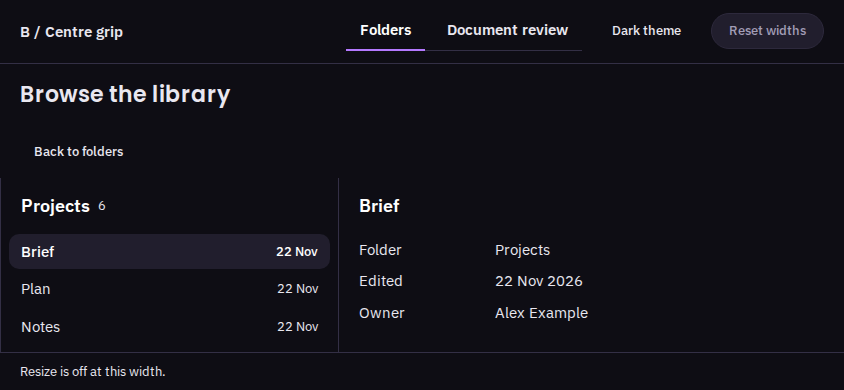 B / Centre grip
Folders
Document review
Dark theme
Reset widths
Browse the library
Back to folders
Projects 6
Brief 22 Nov
Plan 22 Nov
Notes 22 Nov
Brief
Folder Projects
Edited 22 Nov 2026
Owner Alex Example
Resize is off at this width.